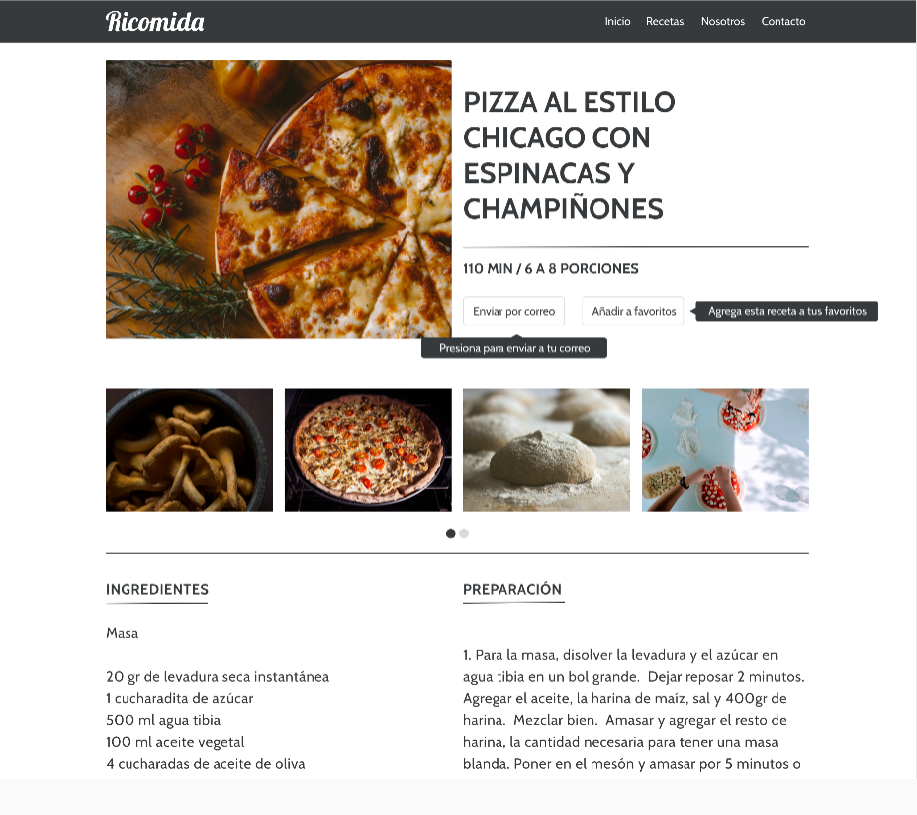 Ricomida
Inicio Recetas Nosotros Contacto
PIZZA AL ESTILO
CHICAGO CON
ESPINACAS Y
CHAMPIÑONES
110 MIN / 6 A 8 PORCIONES
Enviar por correo
Añadir a favoritos
Agrega esta receta a tus favoritos
Presiona para enviar a tu correo
INGREDIENTES
Masa
20 gr de levadura seca instantánea
1 cucharadita de azúcar
500 ml agua tibia
100 ml aceite vegetal
4 cucharadas de aceite de oliva
PREPARACIÓN
1. Para la masa, disolver la levadura y el azúcar en
agua tibia en un bol grande. Dejar reposar 2 minutos.
Agregar el aceite, la harina de maíz, sal y 400gr de
harina. Mezclar bien. Amasar y agregar el resto de
harina, la cantidad necesaria para tener una masa
blanda. Poner en el mesón y amasar por 5 minutos o